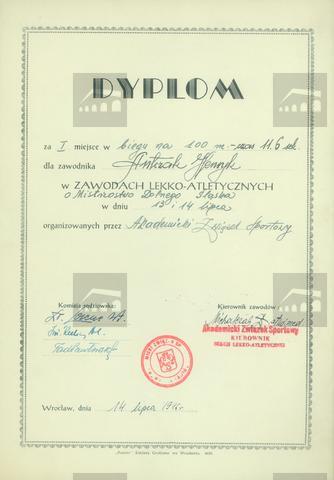 DYPLOM
za I miejsce w biegu na 100 m.- czas 11.6 sek.
dla zawodnika Antczak Henryk
w ZAWODACH LEKKO-ATLETYCZNYCH
o Mistrzostwo Dolnego Śląska
w dniu 13 i 14 lipca
organizowanych przez Akademicki Związek Sportowy
Komisja sędziowska:
Kierownik zawodów:
Akademicki Związek Sportowy
KIEROWNIK
SEKCJI LEKKO-ATLETYCZNEJ
Wrocław, dnia 14 lipca